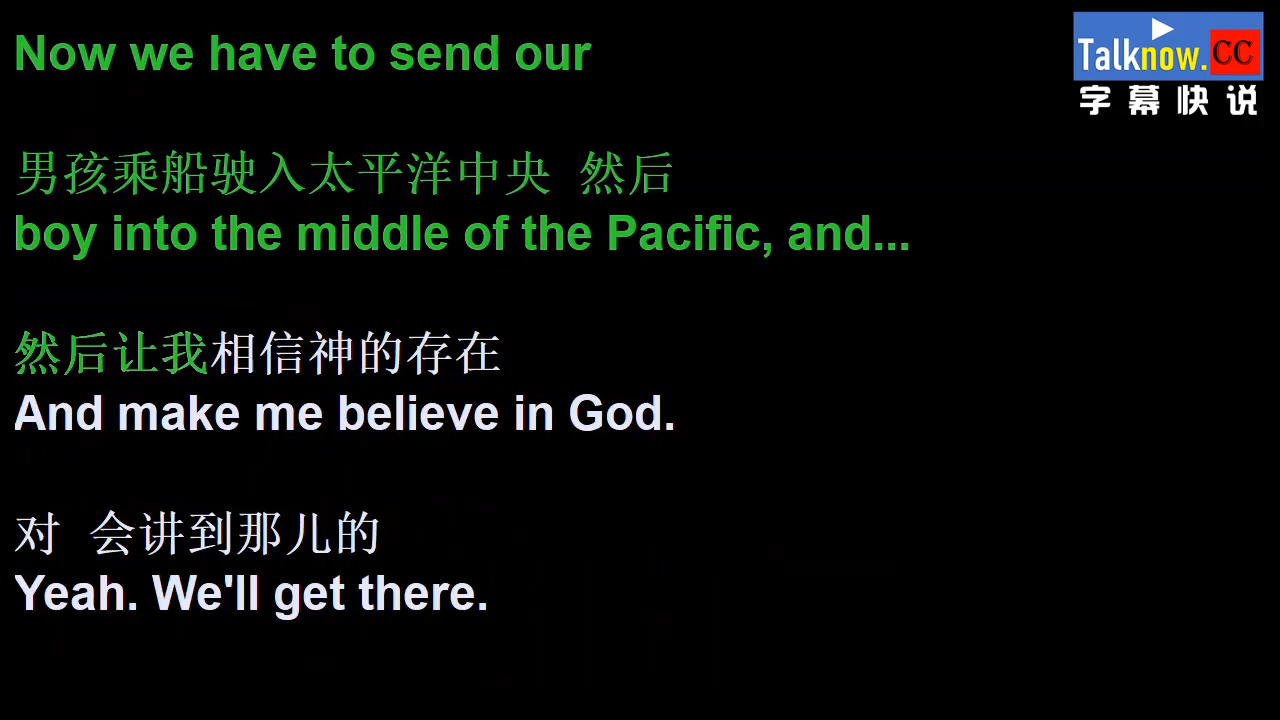 Now we have to send our
Talknow.CC
字幕快说
男孩乘船驶入太平洋中央 然后
boy into the middle of the Pacific, and...
然后让我相信神的存在
And make me believe in God.
对 会讲到那儿的
Yeah. We'll get there.